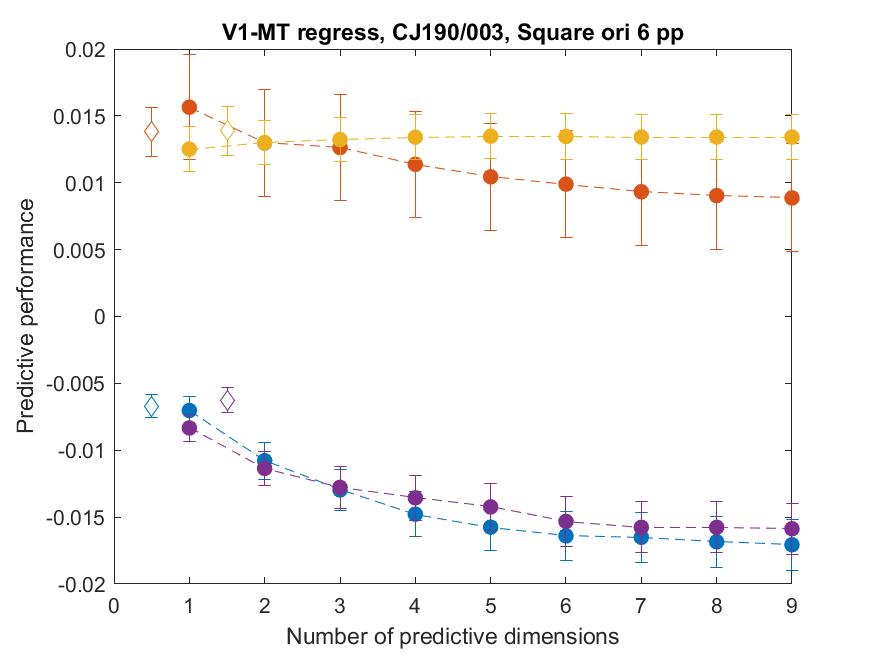 V1-MT regress, CJ190/003, Square ori 6 pp
Predictive performance
0.02
0.015
0.01
0.005
0
-0.005
-0.01
-0.015
-0.02
0 1 2 3 4 5 6 7 8 9
Number of predictive dimensions